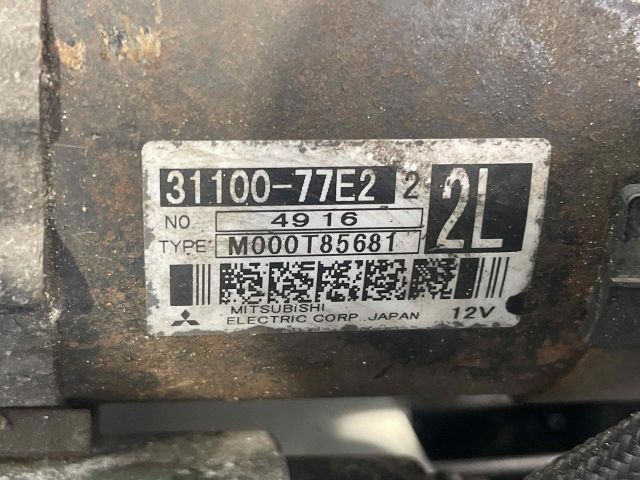 31100-77E2 2
2L
NO 4916
TYPE M000T85681
MITSUBISHI
ELECTRIC CORP., JAPAN 12V